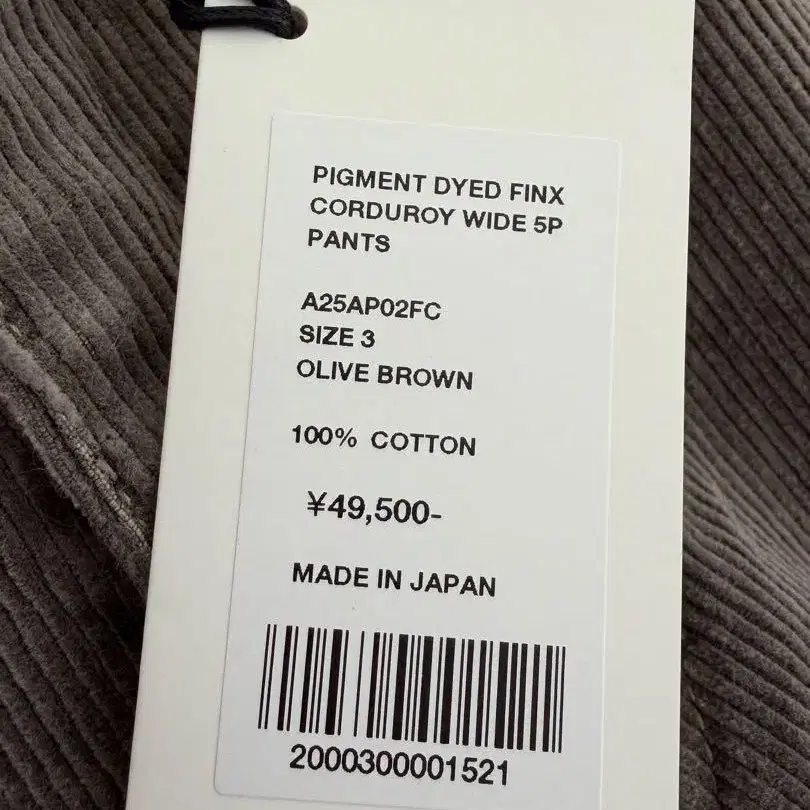 PIGMENT DYED FINX
CORDUROY WIDE 5P
PANTS
A25AP02FC
SIZE 3
OLIVE BROWN
100% COTTON
¥49,500-
MADE IN JAPAN
2000300001521